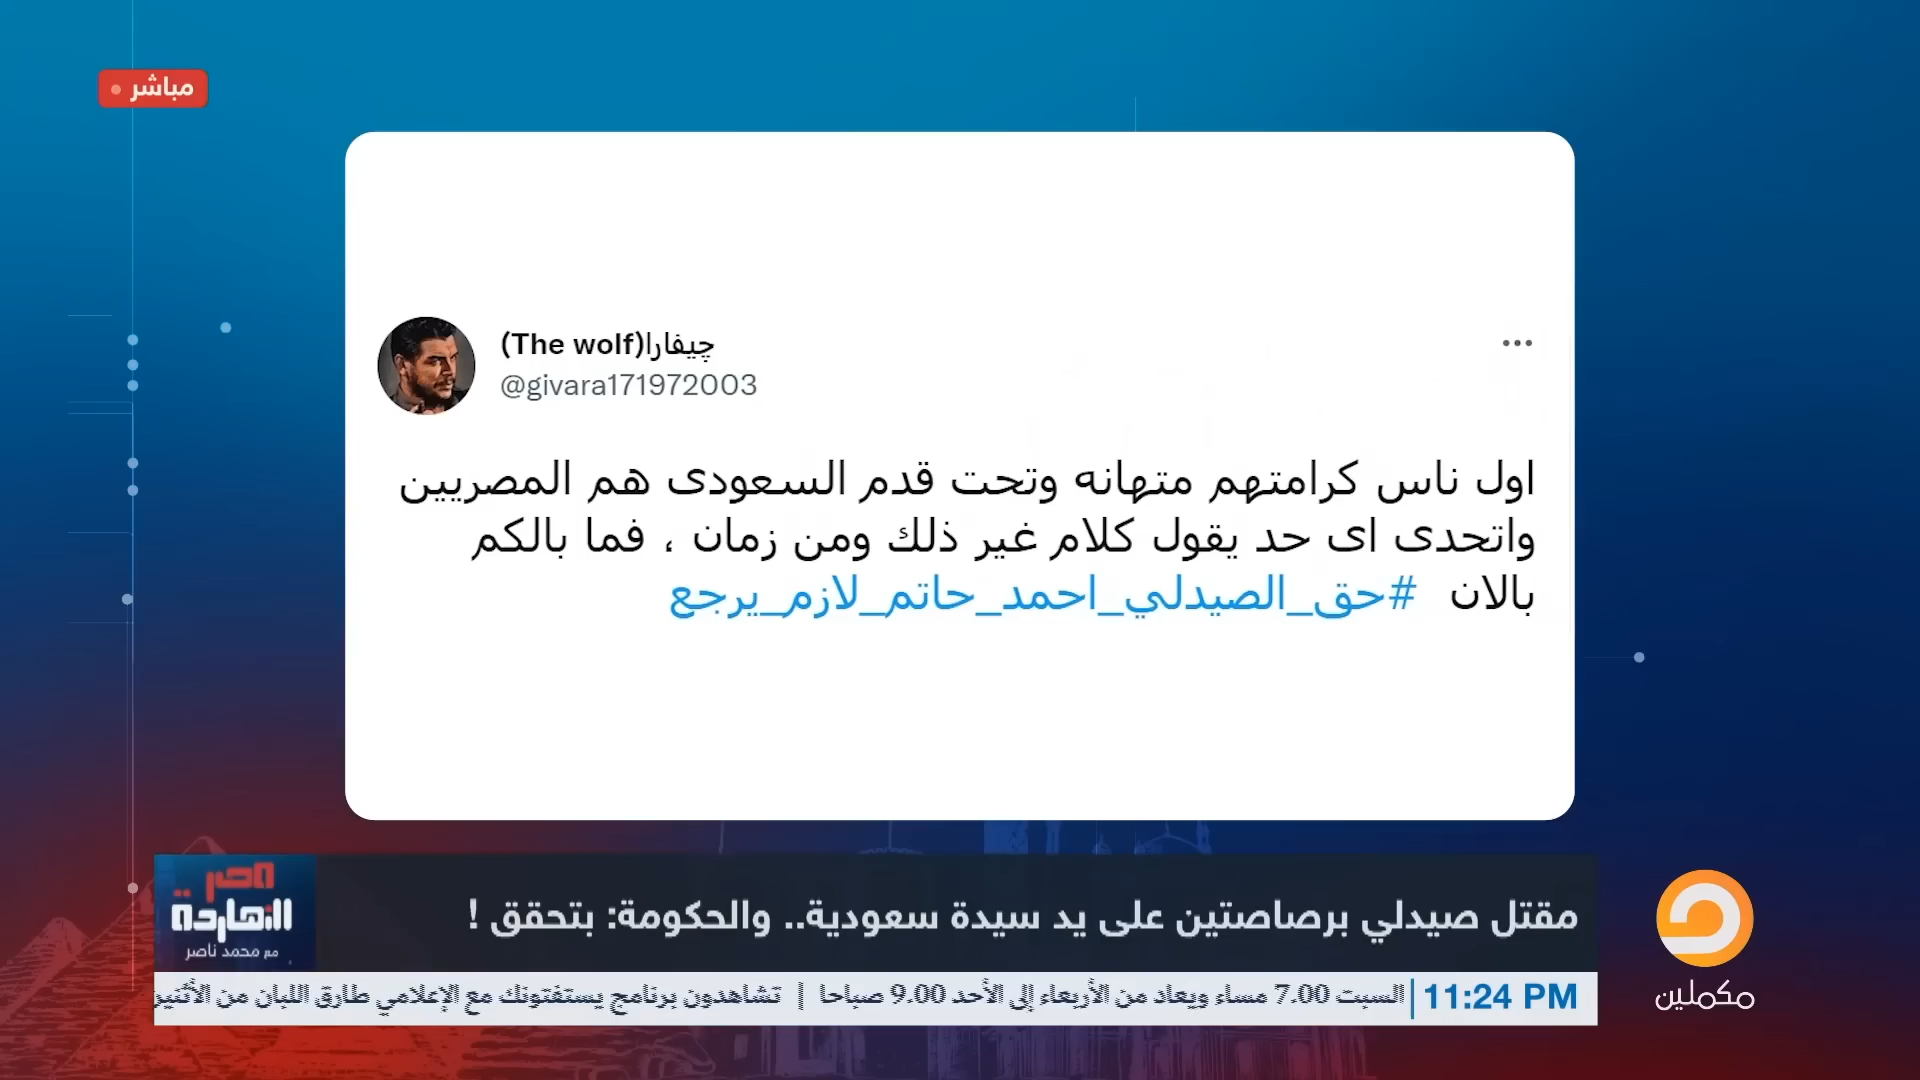 مباشر
چيفارا(The wolf)
@givara171972003
اول ناس كرامتهم متهانه وتحت قدم السعودى هم المصريين
واتحدى اى حد يقول كلام غير ذلك ومن زمان ، فما بالكم
بالان #حق_الصيدلي_احمد_حاتم_لازم_يرجع
مصر
النهاردة
مع محمد ناصر
مقتل صيدلي برصاصتين على يد سيدة سعودية.. والحكومة: بتحقق !
11:24 PM
السبت 7.00 مساء ويعاد من الأربعاء إلى الأحد 9.00 صباحا | تشاهدون برنامج يستفتونك مع الإعلامي طارق اللبان من الأثنين
مكملين